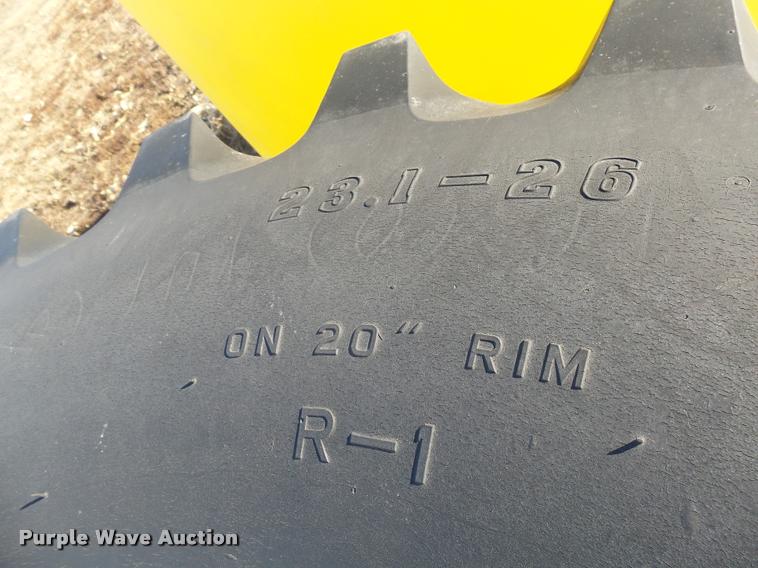 23.1-26
ON 20" RIM
R-1
Purple Wave Auction